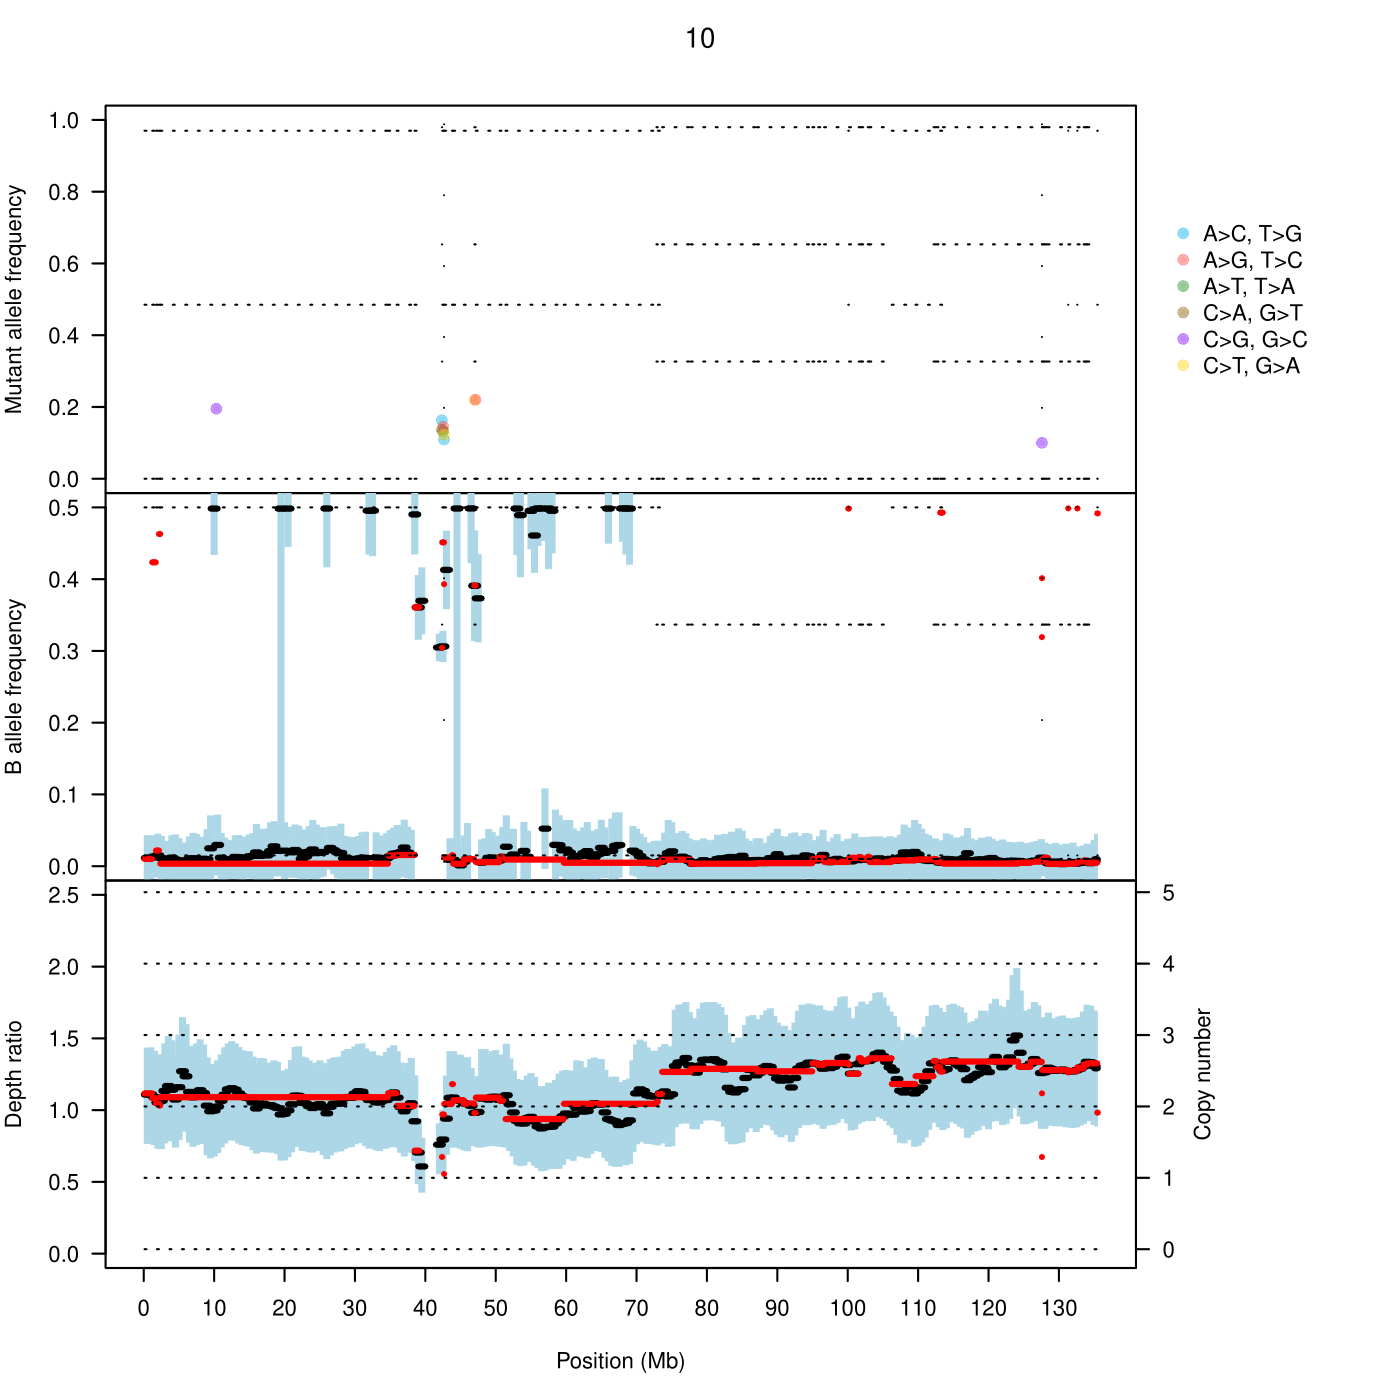 10
Mutant allele frequency
1.0
0.8
0.6
0.4
0.2
0.0
A>C, T>G
A>G, T>C
A>T, T>A
C>A, G>T
C>G, G>C
C>T, G>A
B allele frequency
0.5
0.4
0.3
0.2
0.1
0.0
Depth ratio
2.5
2.0
1.5
1.0
0.5
0.0
5
4
3
2
1
0
Copy number
0 10 20 30 40 50 60 70 80 90 100 110 120 130
Position (Mb)